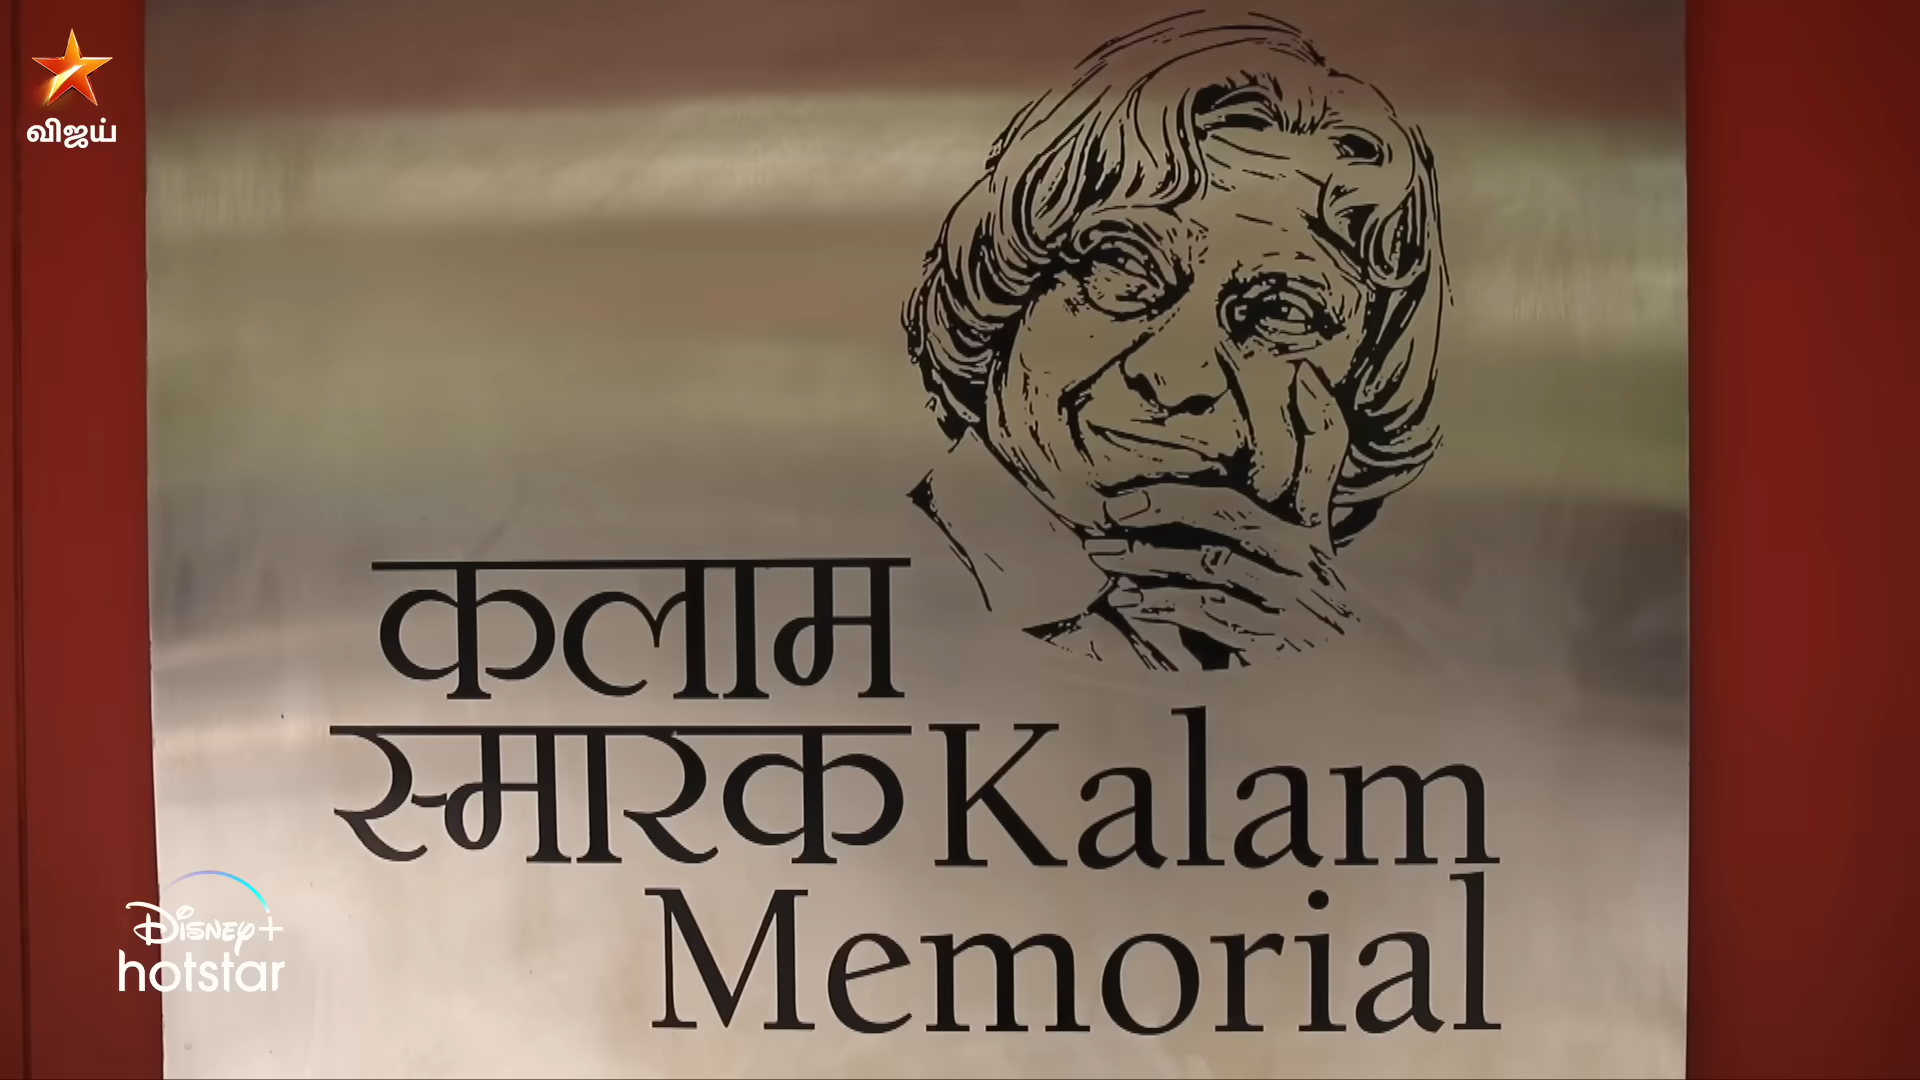 விஜய்
कलाम
स्मारक Kalam
Memorial
Disney+
hotstar